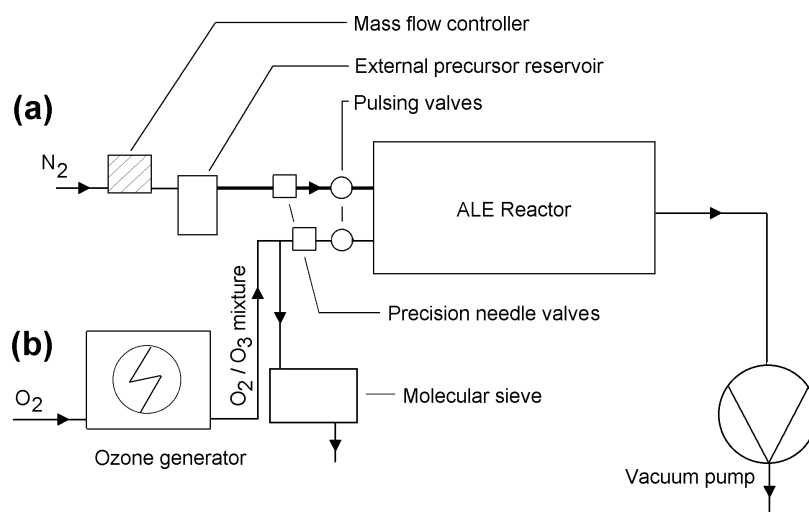 Mass flow controller
External precursor reservoir
(a)
Pulsing valves
N2
ALE Reactor
Precision needle valves
O2 / O3 mixture
(b)
O2
Molecular sieve
Ozone generator
Vacuum pump